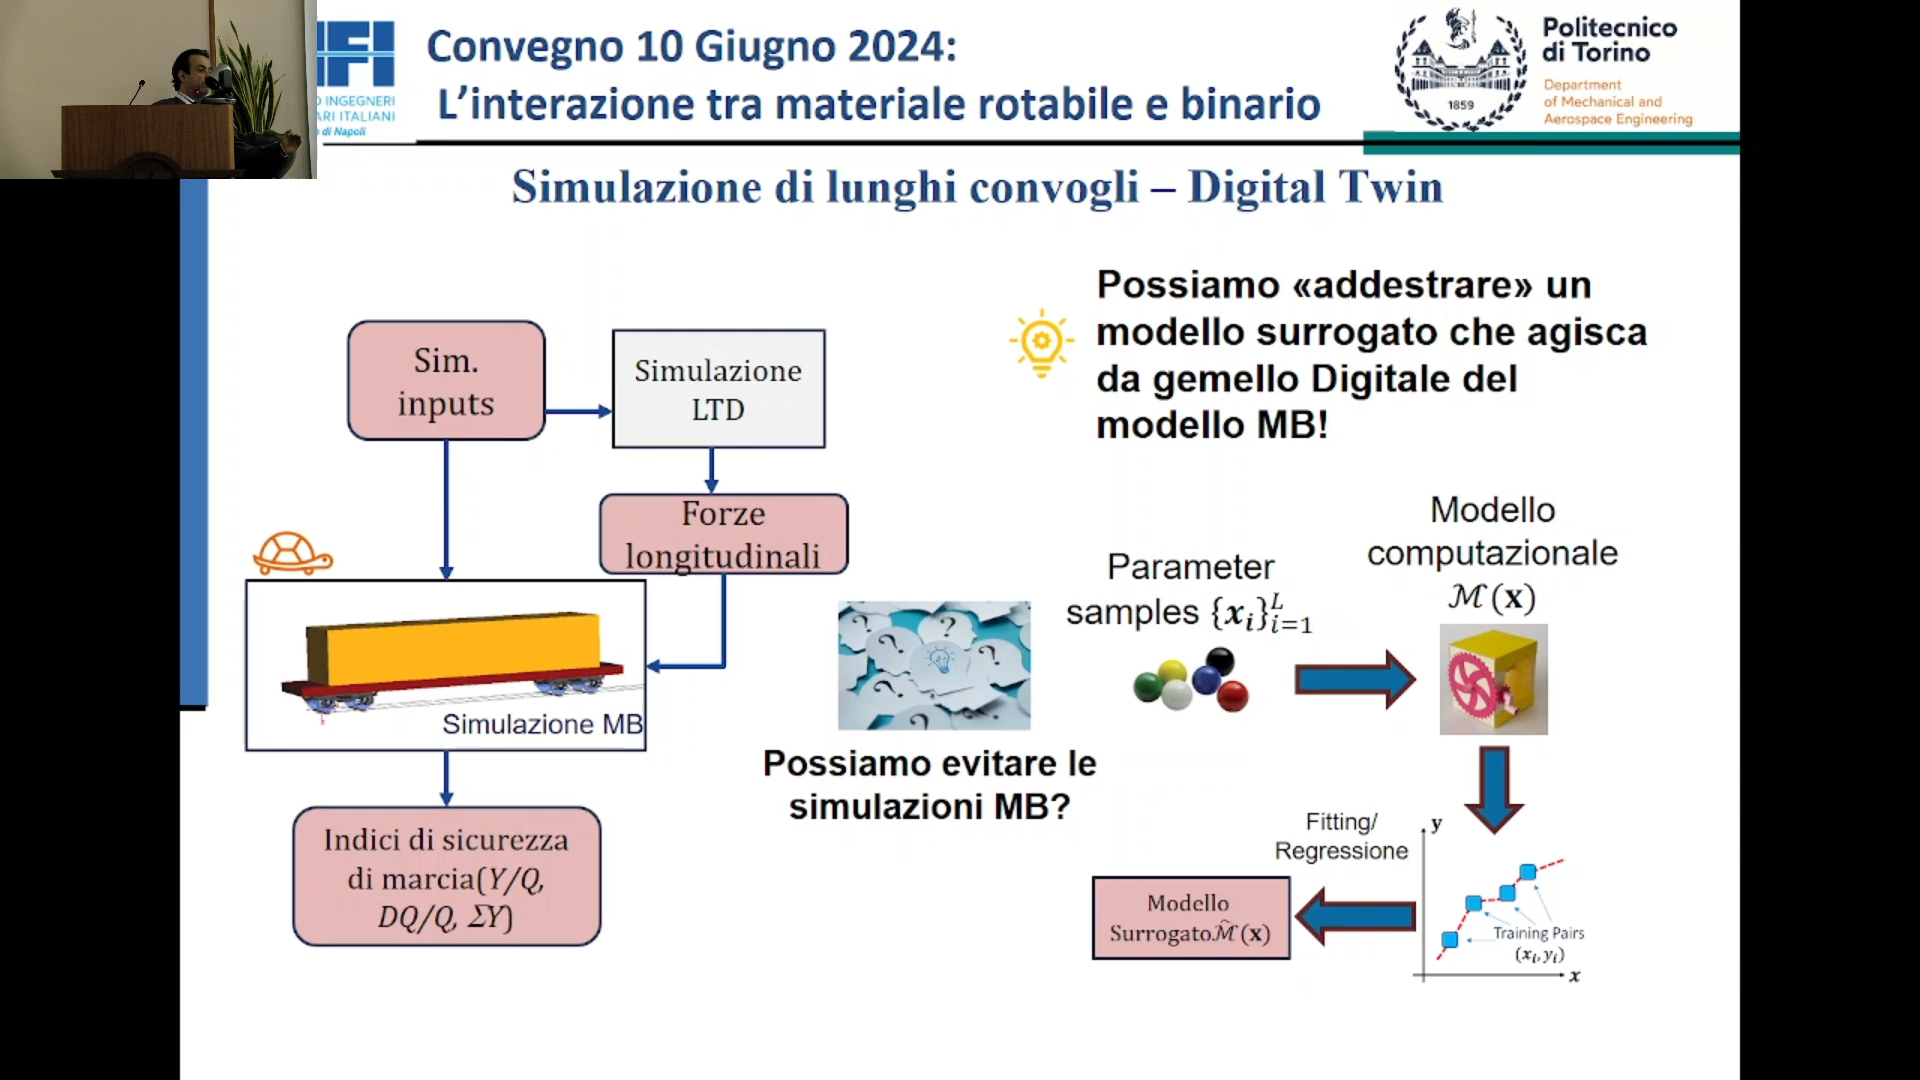 IFI
O INGEGNERI
ARI ITALIANI
di Napoli
Convegno 10 Giugno 2024:
L’interazione tra materiale rotabile e binario
1859
Politecnico
di Torino
Department
of Mechanical and
Aerospace Engineering
Simulazione di lunghi convogli – Digital Twin
Sim.
inputs
Simulazione
LTD
Forze
longitudinali
Simulazione MB
Indici di sicurezza
di marcia(Y/Q,
DQ/Q, ΣY)
? ? ? ? ? ?
Possiamo evitare le
simulazioni MB?
Possiamo «addestrare» un
modello surrogato che agisca
da gemello Digitale del
modello MB!
Parameter
samples {xᵢ}ᴸᵢ₌₁
Modello
computazionale
ℳ(x)
Fitting/
Regressione
y
Training Pairs
(xᵢ,yᵢ)
x
Modello
Surrogatoℳ̃(x)